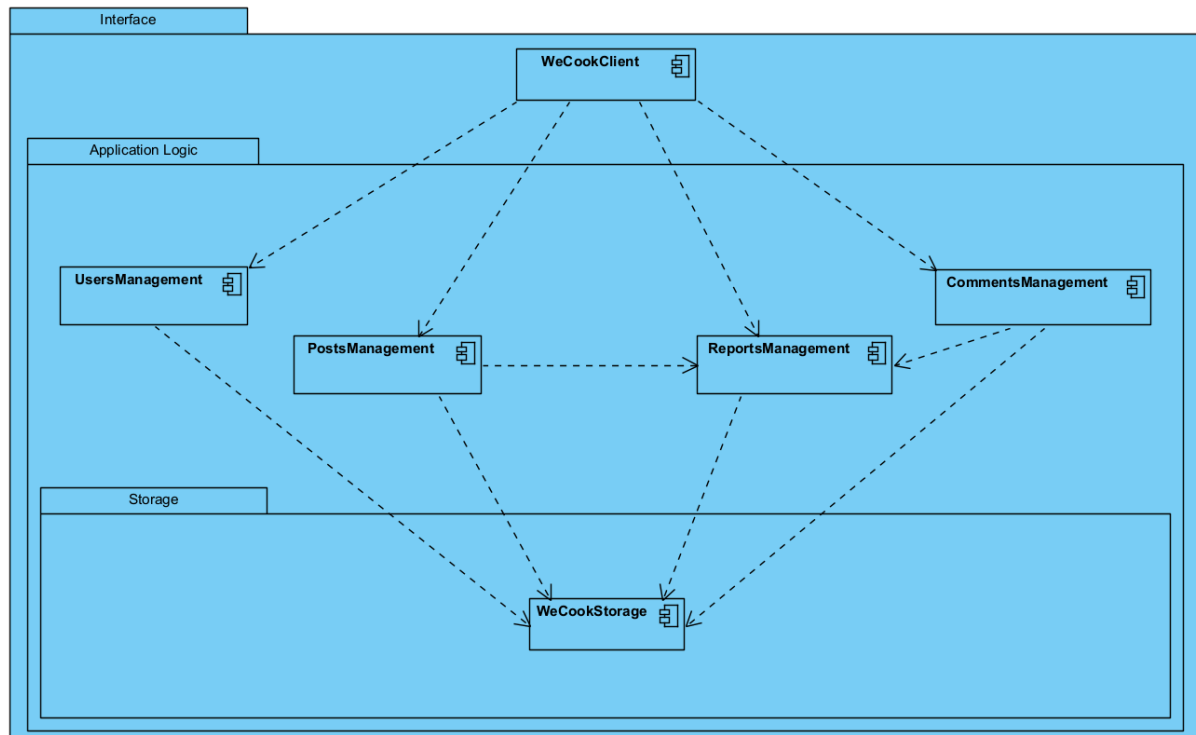 Interface
WeCookClient
Application Logic
UsersManagement
CommentsManagement
PostsManagement
ReportsManagement
Storage
WeCookStorage